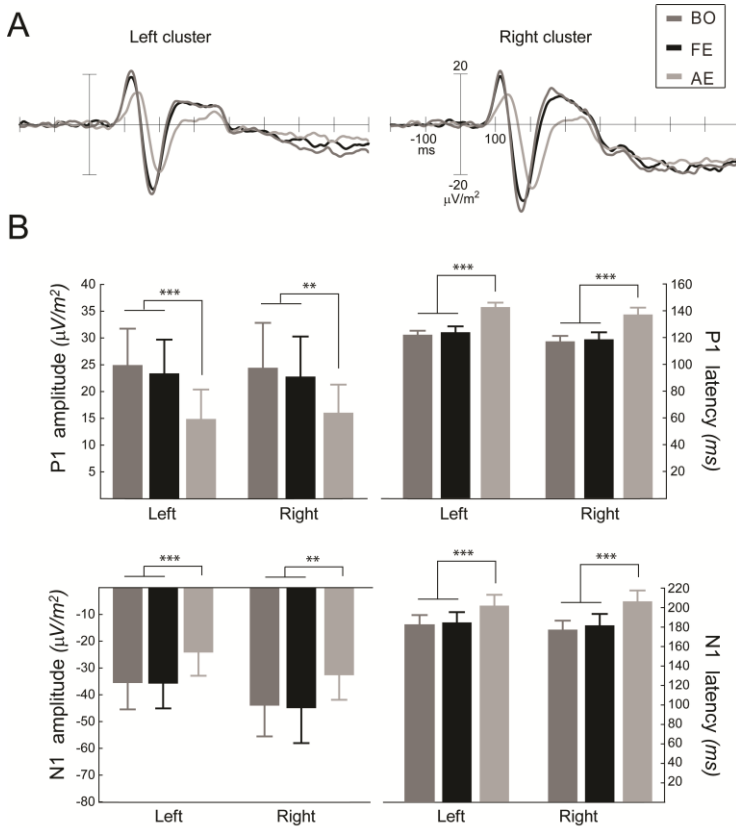 A
Left cluster
Right cluster
BO
FE
AE
20
-100
ms
100
-20
μV/m²
B
P1 amplitude (μV/m²)
40
35
30
25
20
15
10
5
***
**
Left
Right
***
***
160
140
120
100
80
60
40
20
P1 latency (ms)
Left
Right
N1 amplitude (μV/m²)
-10
-20
-30
-40
-50
-60
-70
-80
***
**
Left
Right
***
***
220
200
180
160
140
120
100
80
60
40
20
N1 latency (ms)
Left
Right